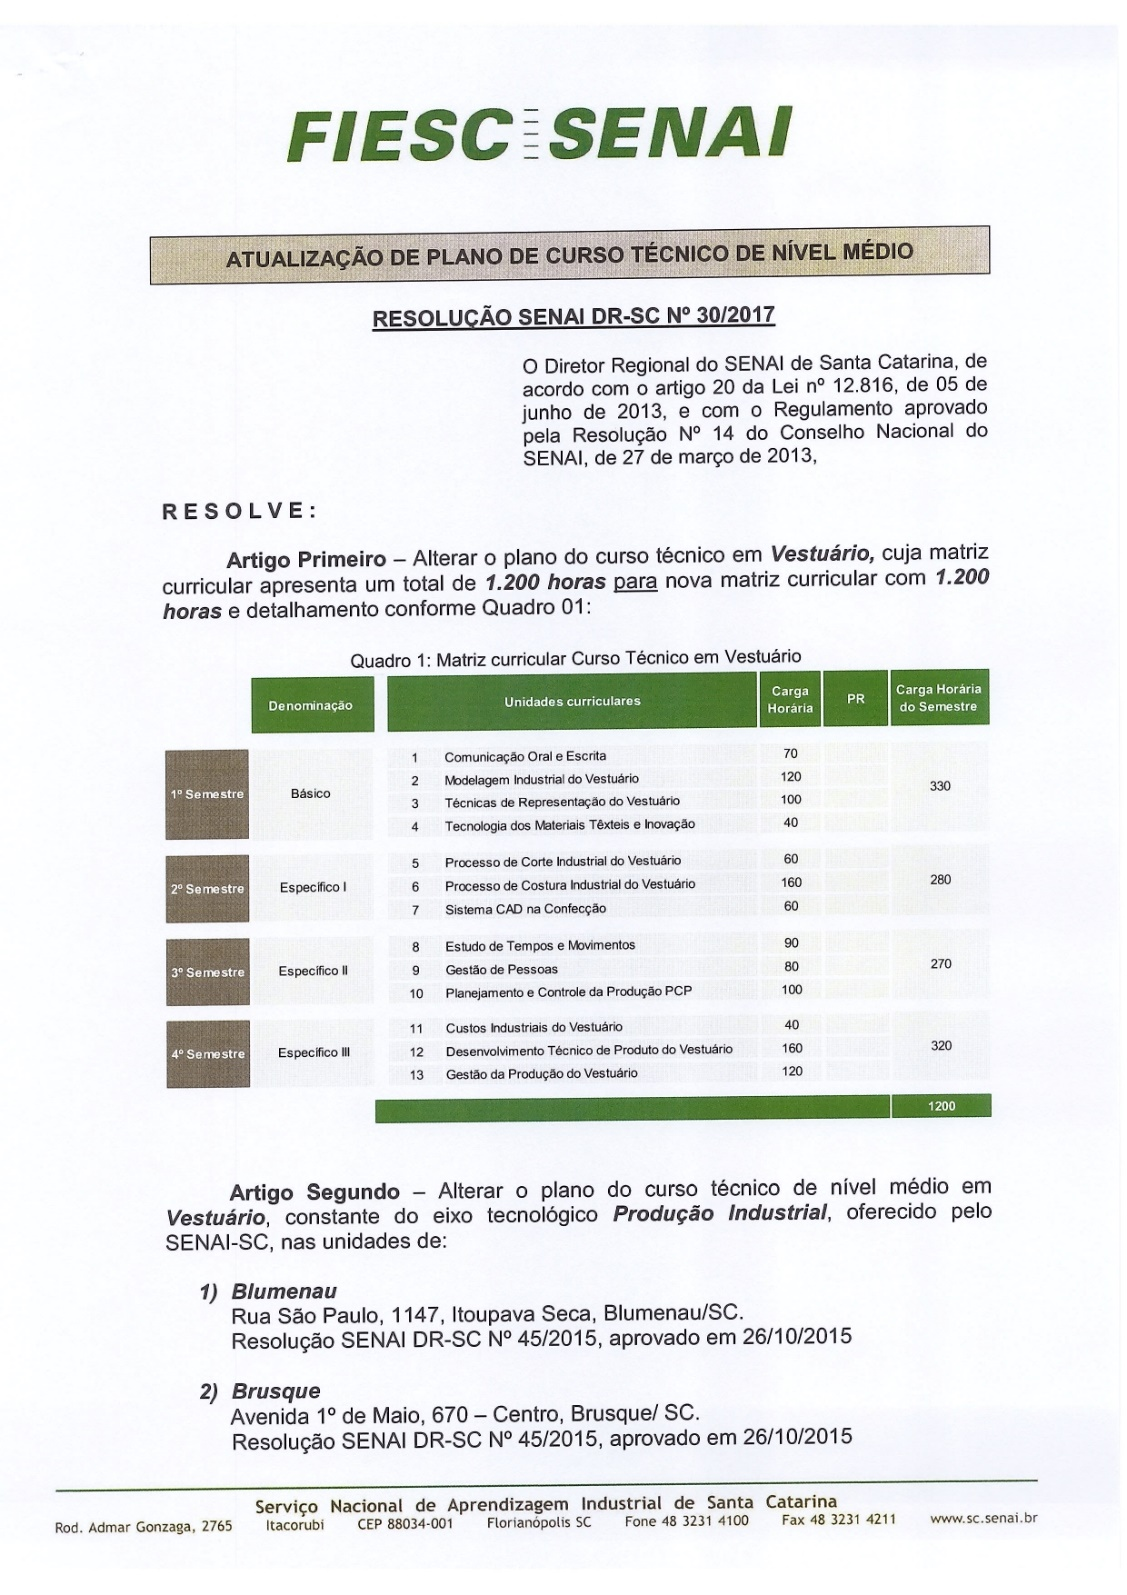 FIESC SENAI
ATUALIZAÇÃO DE PLANO DE CURSO TÉCNICO DE NÍVEL MÉDIO
RESOLUÇÃO SENAI DR-SC Nº 30/2017
O Diretor Regional do SENAI de Santa Catarina, de
acordo com o artigo 20 da Lei nº 12.816, de 05 de
junho de 2013, e com o Regulamento aprovado
pela Resolução Nº 14 do Conselho Nacional do
SENAI, de 27 de março de 2013,
R E S O L V E :
Artigo Primeiro – Alterar o plano do curso técnico em Vestuário, cuja matriz
curricular apresenta um total de 1.200 horas para nova matriz curricular com 1.200
horas e detalhamento conforme Quadro 01:
Quadro 1: Matriz curricular Curso Técnico em Vestuário
Denominação Unidades curriculares Carga Horária PR Carga Horária do Semestre
1º Semestre Básico 330
1 Comunicação Oral e Escrita 70
2 Modelagem Industrial do Vestuário 120
3 Técnicas de Representação do Vestuário 100
4 Tecnologia dos Materiais Têxteis e Inovação 40
2º Semestre Específico I 280
5 Processo de Corte Industrial do Vestuário 60
6 Processo de Costura Industrial do Vestuário 160
7 Sistema CAD na Confecção 60
3º Semestre Específico II 270
8 Estudo de Tempos e Movimentos 90
9 Gestão de Pessoas 80
10 Planejamento e Controle da Produção PCP 100
4º Semestre Específico III 320
11 Custos Industriais do Vestuário 40
12 Desenvolvimento Técnico de Produto do Vestuário 160
13 Gestão da Produção do Vestuário 120
1200
Artigo Segundo – Alterar o plano do curso técnico de nível médio em
Vestuário, constante do eixo tecnológico Produção Industrial, oferecido pelo
SENAI-SC, nas unidades de:
1) Blumenau
Rua São Paulo, 1147, Itoupava Seca, Blumenau/SC.
Resolução SENAI DR-SC Nº 45/2015, aprovado em 26/10/2015
2) Brusque
Avenida 1º de Maio, 670 – Centro, Brusque/ SC.
Resolução SENAI DR-SC Nº 45/2015, aprovado em 26/10/2015
Serviço Nacional de Aprendizagem Industrial de Santa Catarina
Rod. Admar Gonzaga, 2765 Itacorubi CEP 88034-001 Florianópolis SC Fone 48 3231 4100 Fax 48 3231 4211 www.sc.senai.br